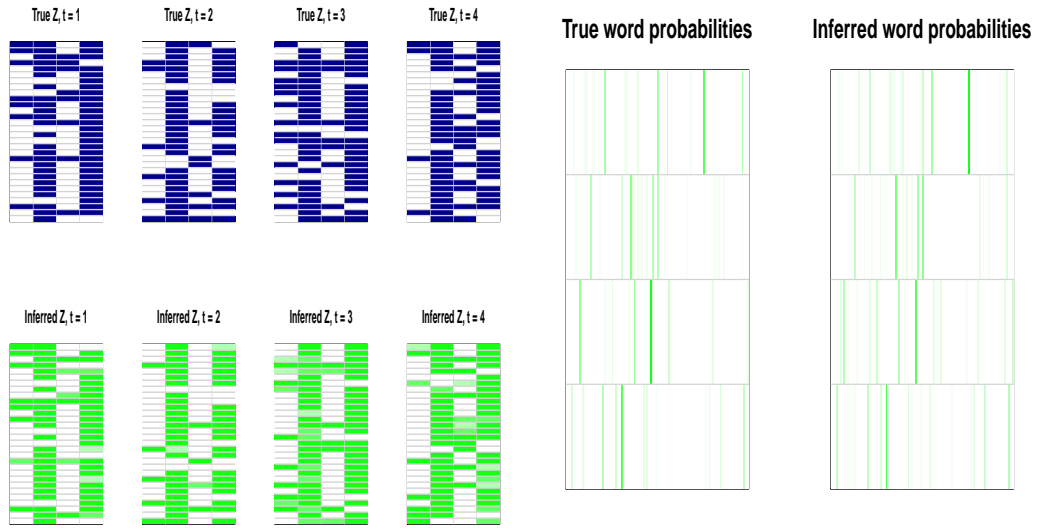 True Z, t = 1
True Z, t = 2
True Z, t = 3
True Z, t = 4
True word probabilities
Inferred word probabilities
Inferred Z, t = 1
Inferred Z, t = 2
Inferred Z, t = 3
Inferred Z, t = 4